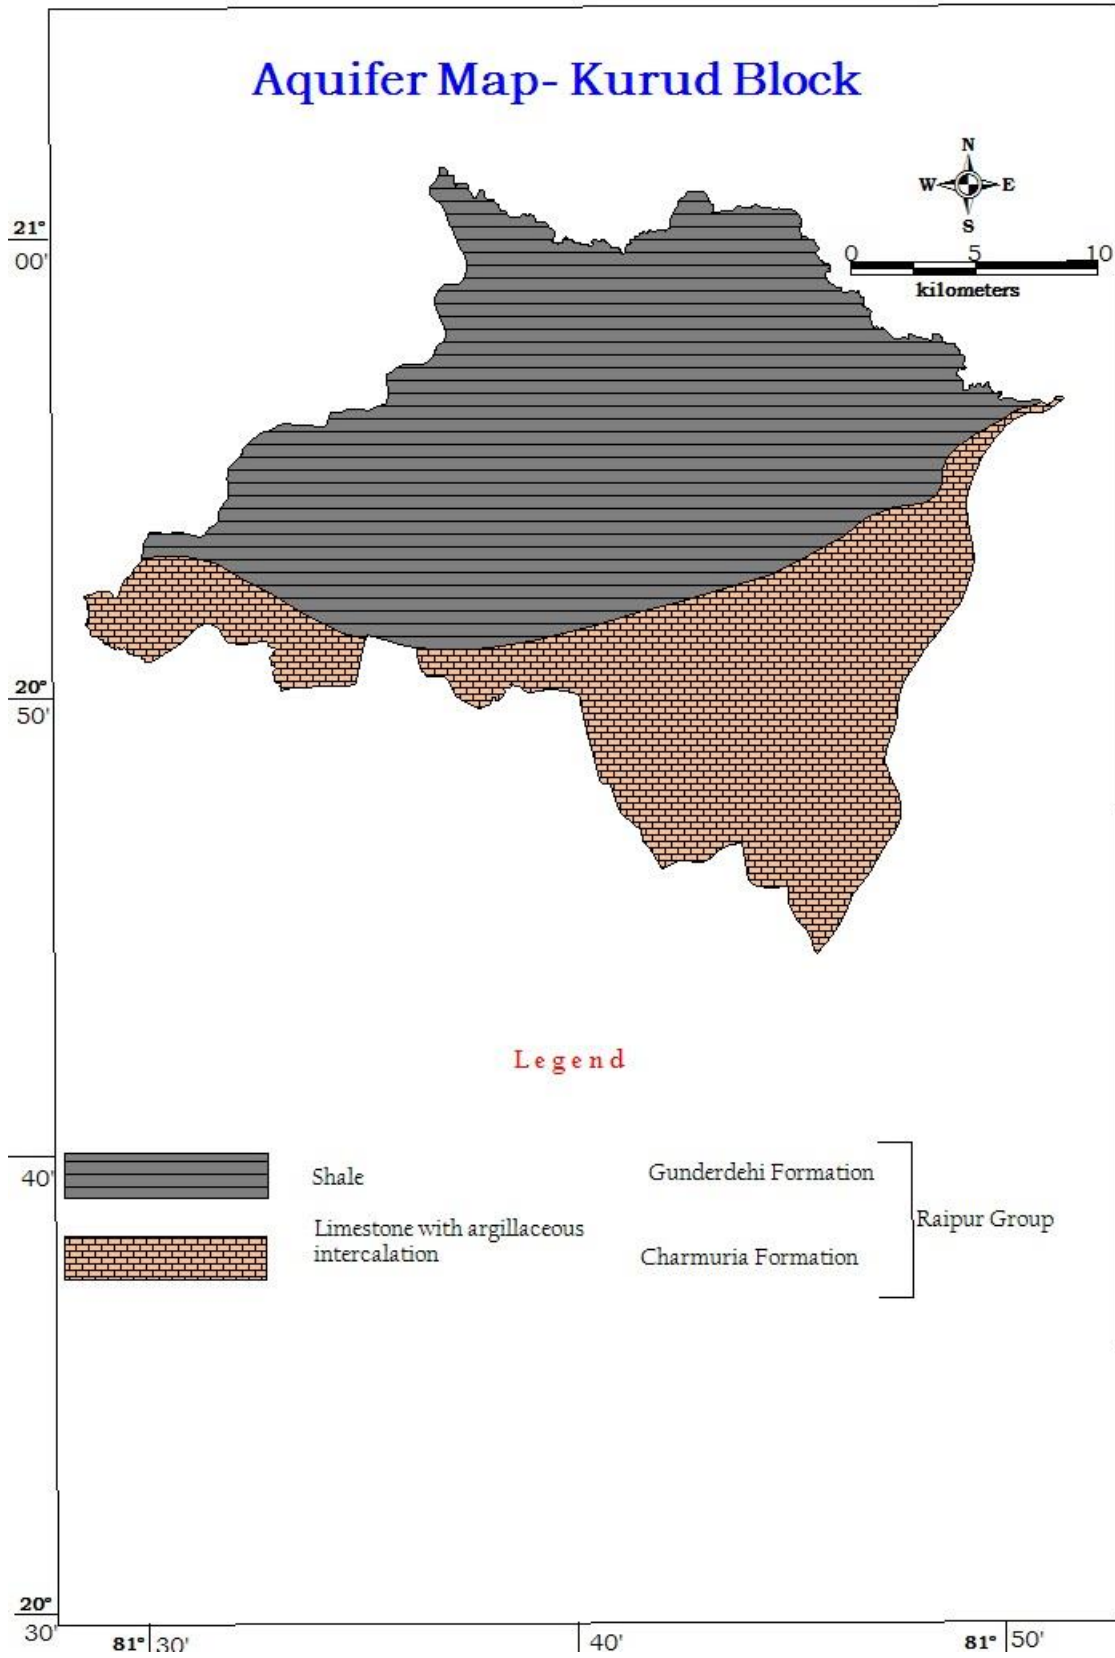 Aquifer Map- Kurud Block
N
W E
S
0 5 10
kilometers
21°
00'
20°
50'
Legend
40'
Shale
Gunderdehi Formation
Limestone with argillaceous
intercalation
Charmuria Formation
Raipur Group
20°
30'
81° 30' 40' 81° 50'